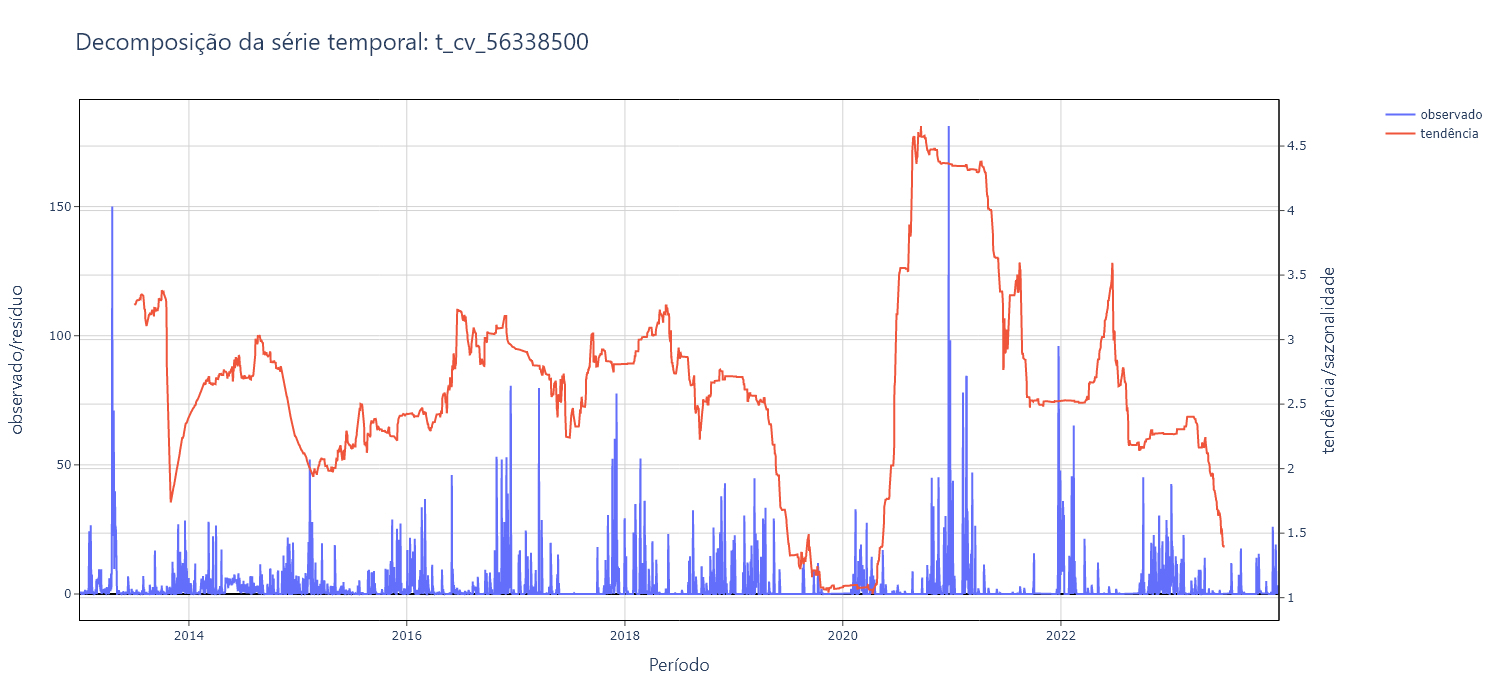 Decomposição da série temporal: t_cv_56338500
observado
tendência
observado/resíduo
150
100
50
0
4.5
4
3.5
3
2.5
2
1.5
1
tendência/sazonalidade
2014
2016
2018
2020
2022
Período